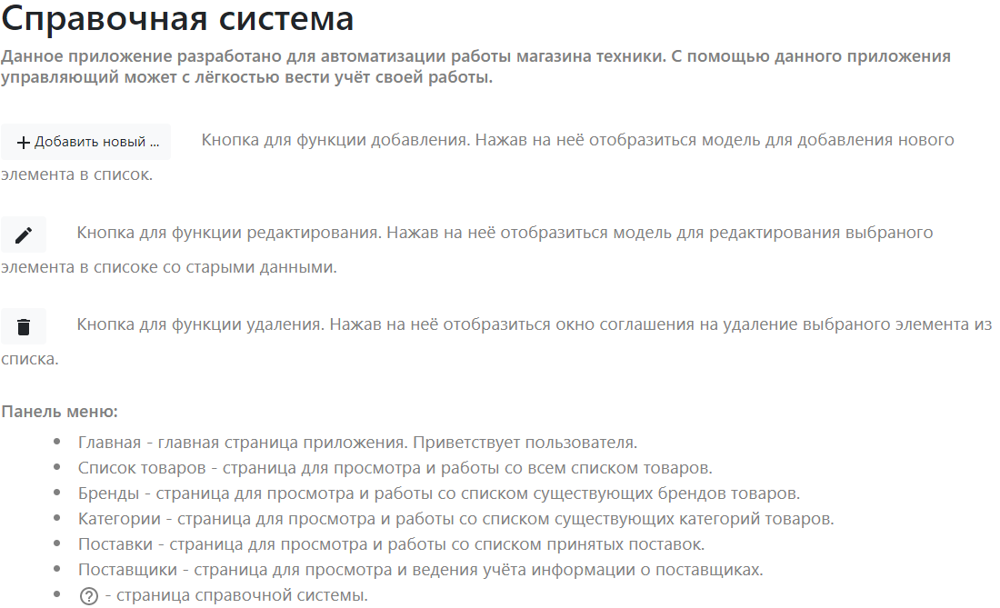 Справочная система
Данное приложение разработано для автоматизации работы магазина техники. С помощью данного приложения
управляющий может с лёгкостью вести учёт своей работы.
+ Добавить новый ... Кнопка для функции добавления. Нажав на неё отобразиться модель для добавления нового
элемента в список.
Кнопка для функции редактирования. Нажав на неё отобразиться модель для редактирования выбраного
элемента в списоке со старыми данными.
Кнопка для функции удаления. Нажав на неё отобразиться окно соглашения на удаление выбраного элемента из
списка.
Панель меню:
• Главная - главная страница приложения. Приветствует пользователя.
• Список товаров - страница для просмотра и работы со всем списком товаров.
• Бренды - страница для просмотра и работы со списком существующих брендов товаров.
• Категории - страница для просмотра и работы со списком существующих категорий товаров.
• Поставки - страница для просмотра и работы со списком принятых поставок.
• Поставщики - страница для просмотра и ведения учёта информации о поставщиках.
• ? - страница справочной системы.